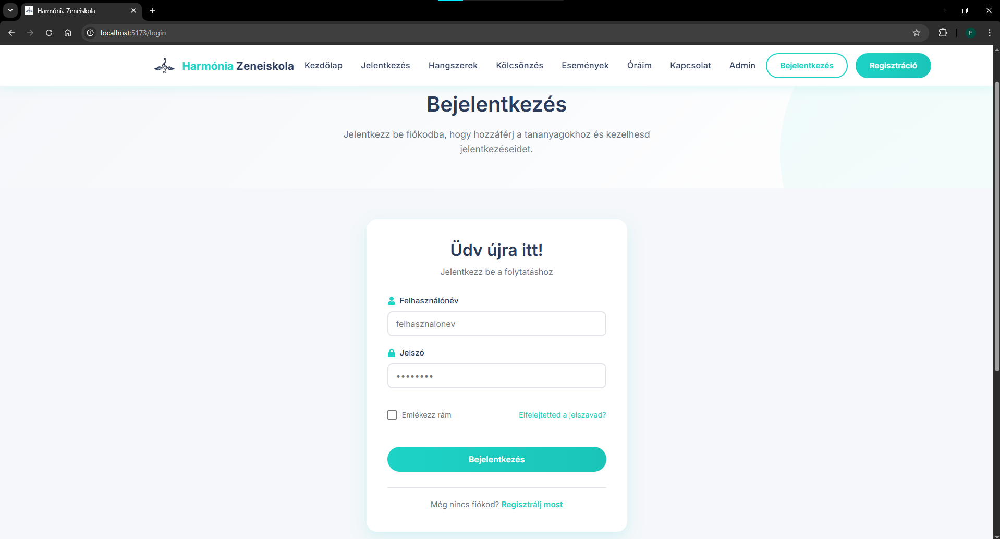 Harmónia Zeneiskola
localhost:5173/login
F
Harmónia Zeneiskola
Kezdőlap
Jelentkezés
Hangszerek
Kölcsönzés
Események
Óráim
Kapcsolat
Admin
Bejelentkezés
Regisztráció
Bejelentkezés
Jelentkezz be fiókodba, hogy hozzáférj a tananyagokhoz és kezelhesd
jelentkezéseidet.
Üdv újra itt!
Jelentkezz be a folytatáshoz
Felhasználónév
felhasznalonev
Jelszó
••••••••
Emlékezz rám
Elfelejtetted a jelszavad?
Bejelentkezés
Még nincs fiókod? Regisztrálj most